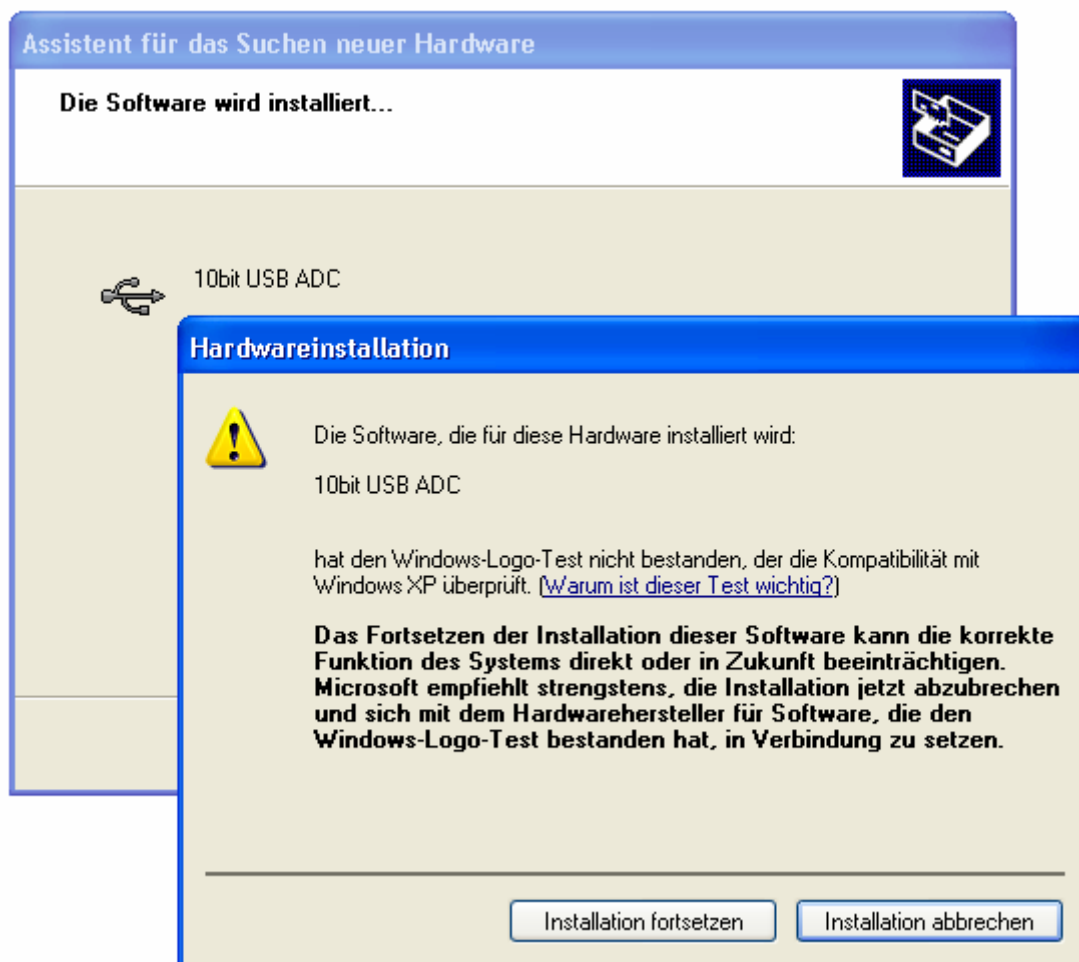 Assistent für das Suchen neuer Hardware
Die Software wird installiert...
10bit USB ADC
Hardwareinstallation
Die Software, die für diese Hardware installiert wird:
10bit USB ADC
hat den Windows-Logo-Test nicht bestanden, der die Kompatibilität mit
Windows XP überprüft. (Warum ist dieser Test wichtig?)
Das Fortsetzen der Installation dieser Software kann die korrekte
Funktion des Systems direkt oder in Zukunft beeinträchtigen.
Microsoft empfiehlt strengstens, die Installation jetzt abzubrechen
und sich mit dem Hardwarehersteller für Software, die den
Windows-Logo-Test bestanden hat, in Verbindung zu setzen.
Installation fortsetzen
Installation abbrechen